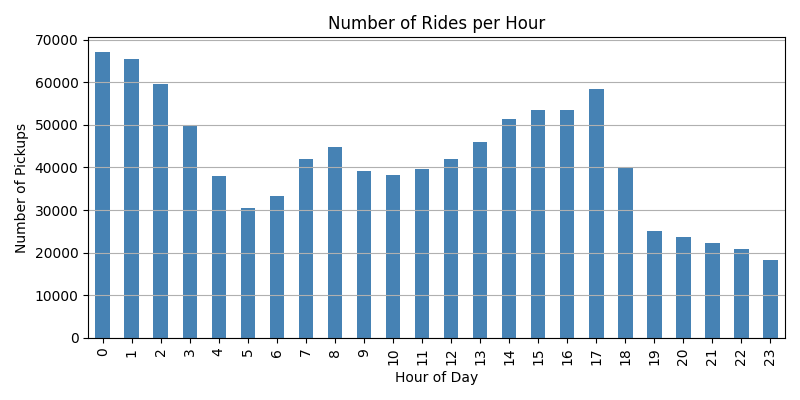 Number of Rides per Hour
Number of Pickups
70000
60000
50000
40000
30000
20000
10000
0
0 1 2 3 4 5 6 7 8 9 10 11 12 13 14 15 16 17 18 19 20 21 22 23
Hour of Day